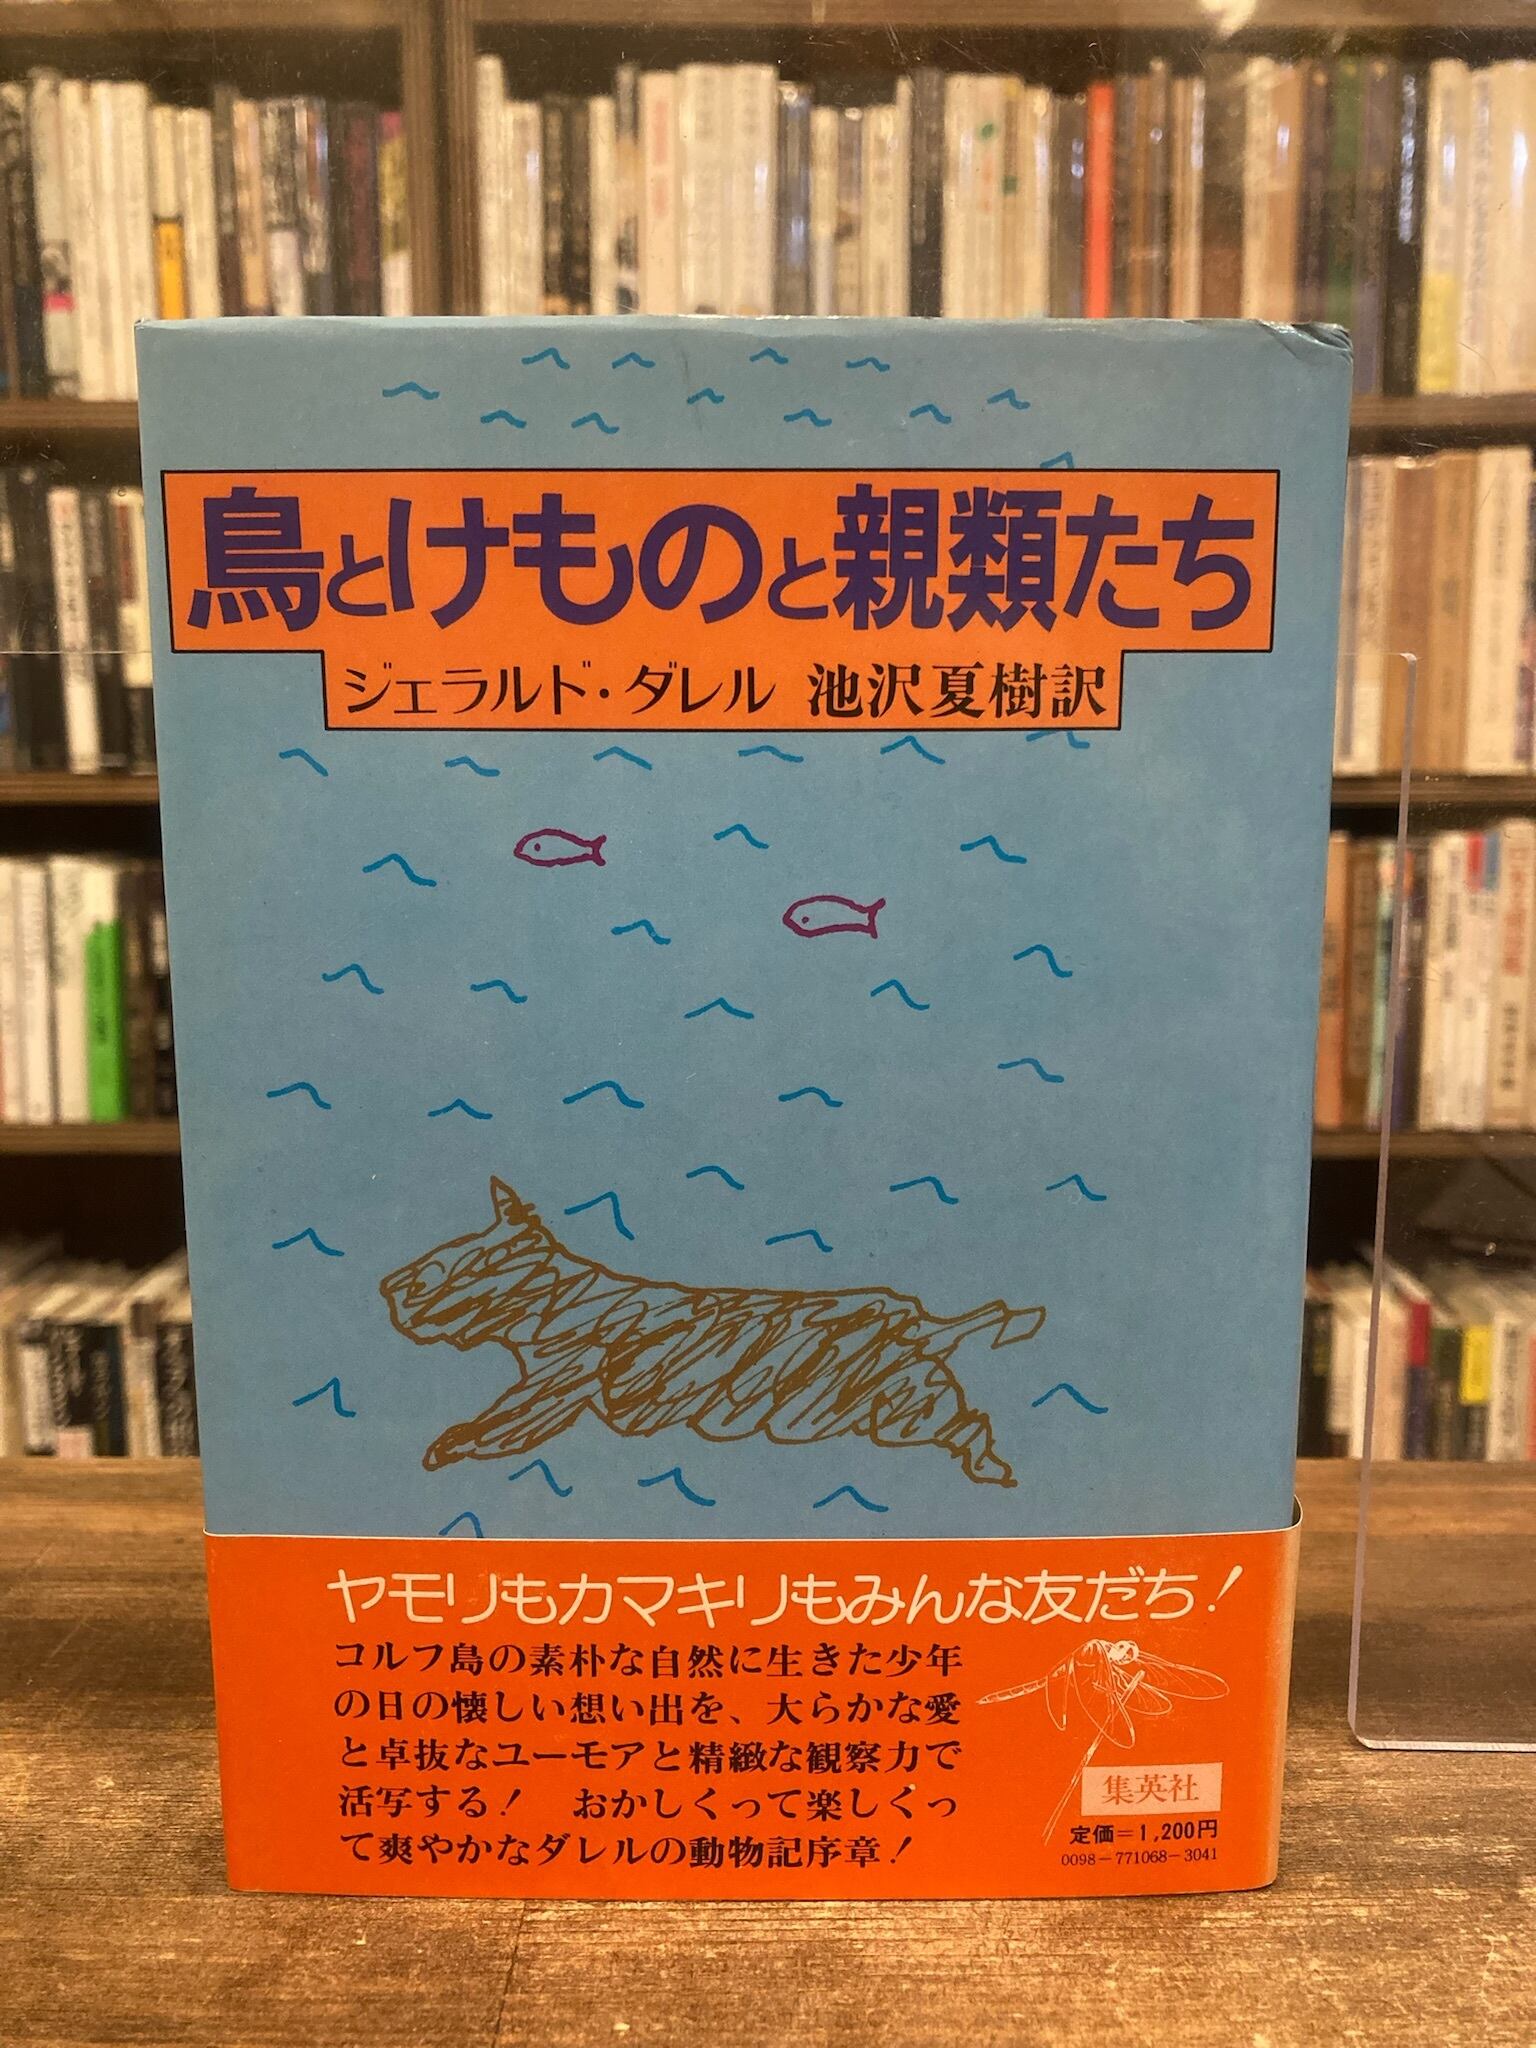 鳥とけものと親類たち
ジェラルド・ダレル 池沢夏樹訳
ヤモリもカマキリもみんな友だち！
コルフ島の素朴な自然に生きた少年
の日の懐しい想い出を、大らかな愛
と卓抜なユーモアと精緻な観察力で
活写する！ おかしくって楽しくっ
て爽やかなダレルの動物記序章！
集英社
定価＝1,200円
0098－771068－3041